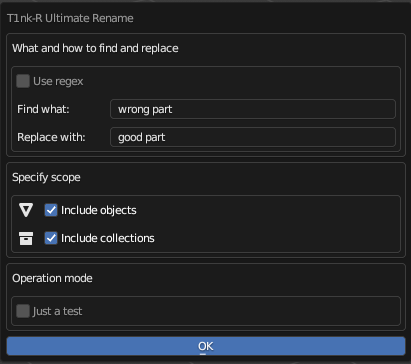 T1nk-R Ultimate Rename
What and how to find and replace
Use regex
Find what: wrong part
Replace with: good part
Specify scope
Include objects
Include collections
Operation mode
Just a test
OK